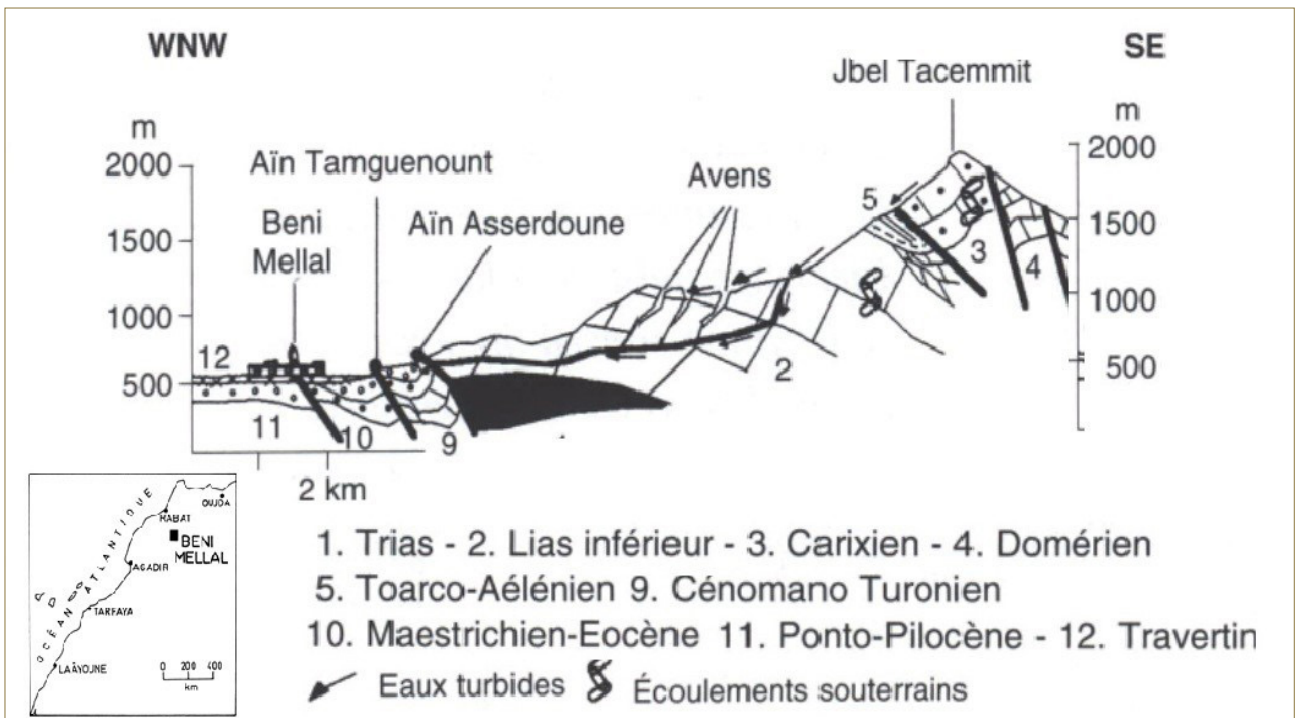 WNW
SE
Jbel Tacemmit
m
m
2000
2000
Aïn Tamguenount
Avens
5
Beni
Mellal
Aïn Asserdoune
1500
1500
3
4
1000
1000
12
2
500
500
11
10
9
2 km
OUJDA
RABAT
BENI
MELLAL
AGADIR
OCÉAN ATLANTIQUE
TARFAYA
LAÂYOUNE
0 200 400
km
1. Trias - 2. Lias inférieur - 3. Carixien - 4. Domérien
5. Toarco-Aélénien 9. Cénomano Turonien
10. Maestrichien-Eocène 11. Ponto-Pilocène - 12. Travertin
Eaux turbides
Écoulements souterrains